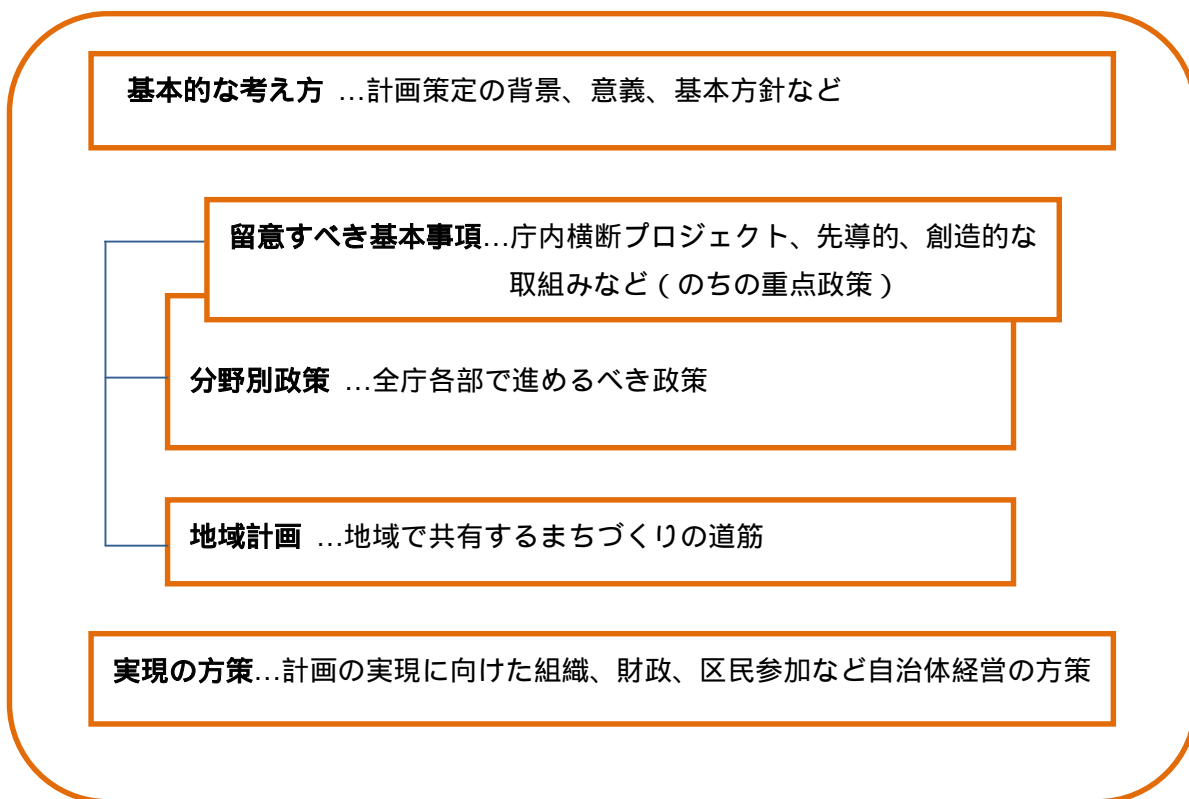 基本的な考え方 …計画策定の背景、意義、基本方針など
留意すべき基本事項…庁内横断プロジェクト、先導的、創造的な
取組みなど（のちの重点政策）
分野別政策 …全庁各部で進めるべき政策
地域計画 …地域で共有するまちづくりの道筋
実現の方策…計画の実現に向けた組織、財政、区民参加など自治体経営の方策